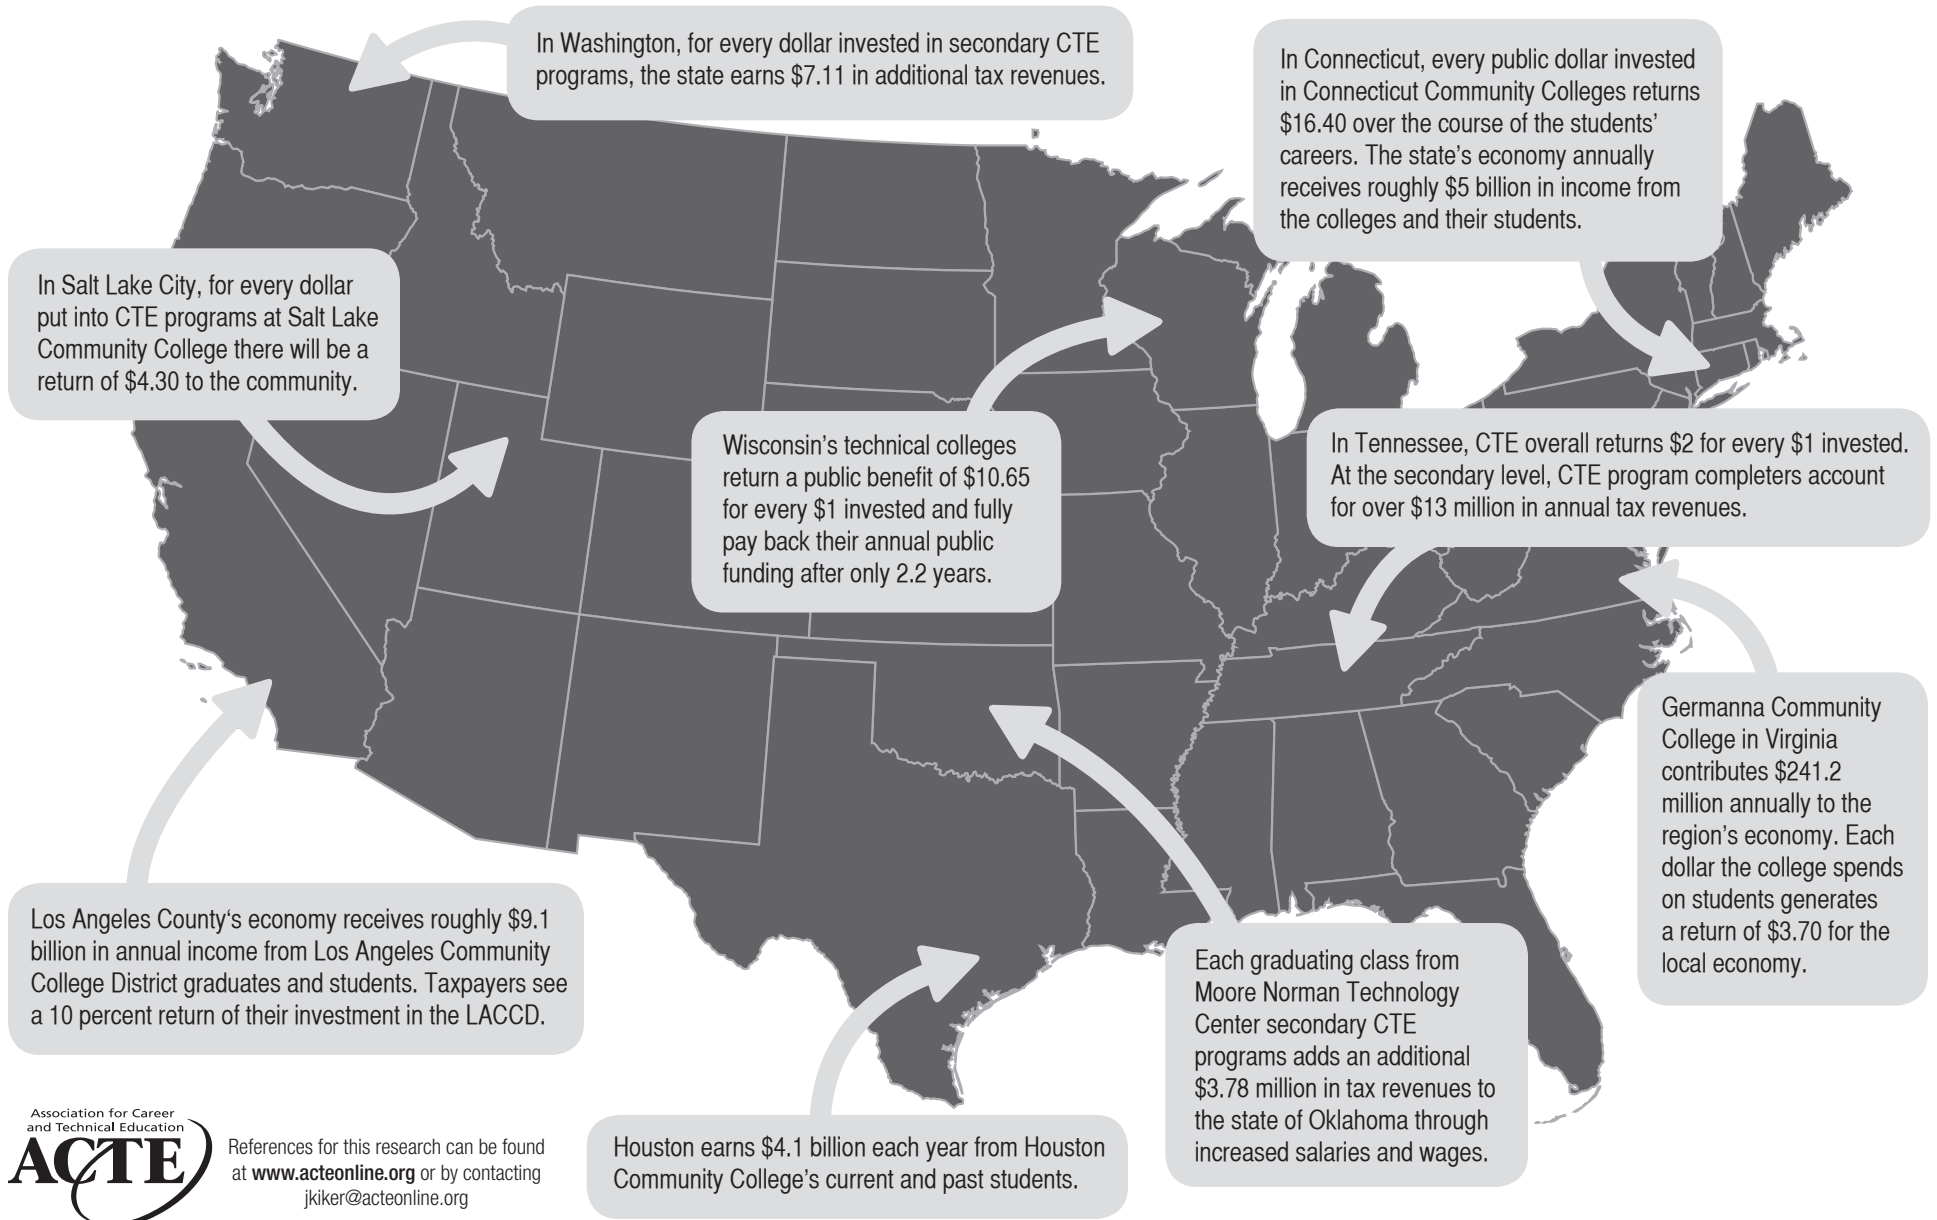 In Washington, for every dollar invested in secondary CTE
programs, the state earns $7.11 in additional tax revenues.
In Connecticut, every public dollar invested
in Connecticut Community Colleges returns
$16.40 over the course of the students’
careers. The state’s economy annually
receives roughly $5 billion in income from
the colleges and their students.
In Salt Lake City, for every dollar
put into CTE programs at Salt Lake
Community College there will be a
return of $4.30 to the community.
Wisconsin’s technical colleges
return a public benefit of $10.65
for every $1 invested and fully
pay back their annual public
funding after only 2.2 years.
In Tennessee, CTE overall returns $2 for every $1 invested.
At the secondary level, CTE program completers account
for over $13 million in annual tax revenues.
Germanna Community
College in Virginia
contributes $241.2
million annually to the
region’s economy. Each
dollar the college spends
on students generates
a return of $3.70 for the
local economy.
Los Angeles County‘s economy receives roughly $9.1
billion in annual income from Los Angeles Community
College District graduates and students. Taxpayers see
a 10 percent return of their investment in the LACCD.
Each graduating class from
Moore Norman Technology
Center secondary CTE
programs adds an additional
$3.78 million in tax revenues to
the state of Oklahoma through
increased salaries and wages.
Houston earns $4.1 billion each year from Houston
Community College’s current and past students.
Association for Career
and Technical Education
ACTE
References for this research can be found
at www.acteonline.org or by contacting
jkiker@acteonline.org